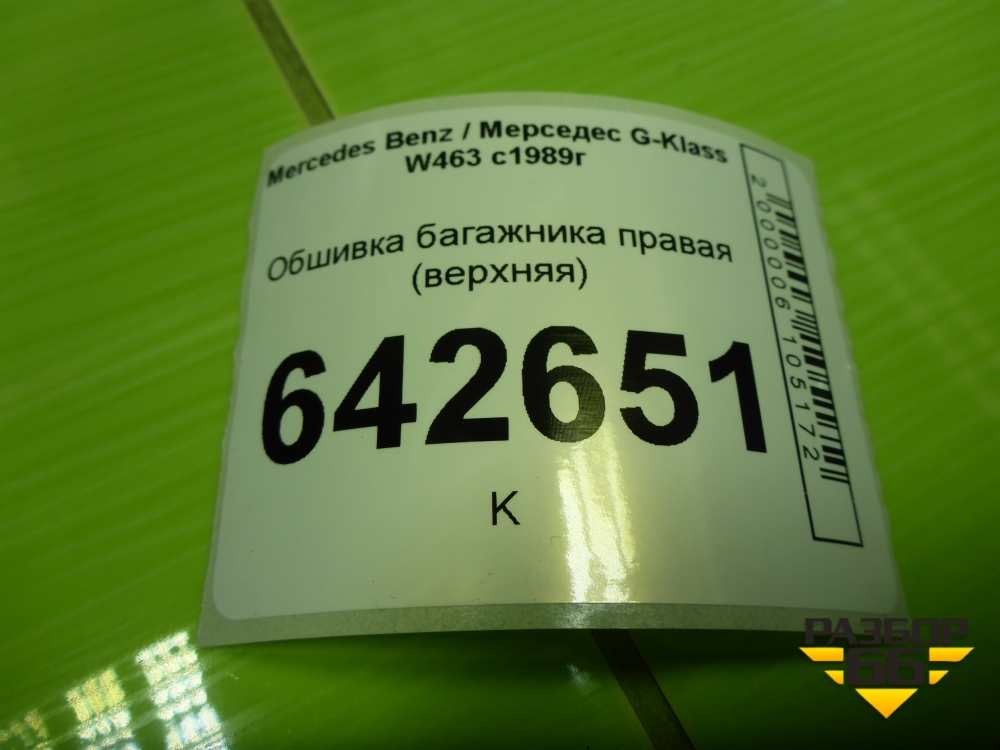 Mercedes Benz / Мерседес G-Klass
W463 с1989г
Обшивка багажника правая
(верхняя)
642651
К
2000006105172
РАЗБОР
66